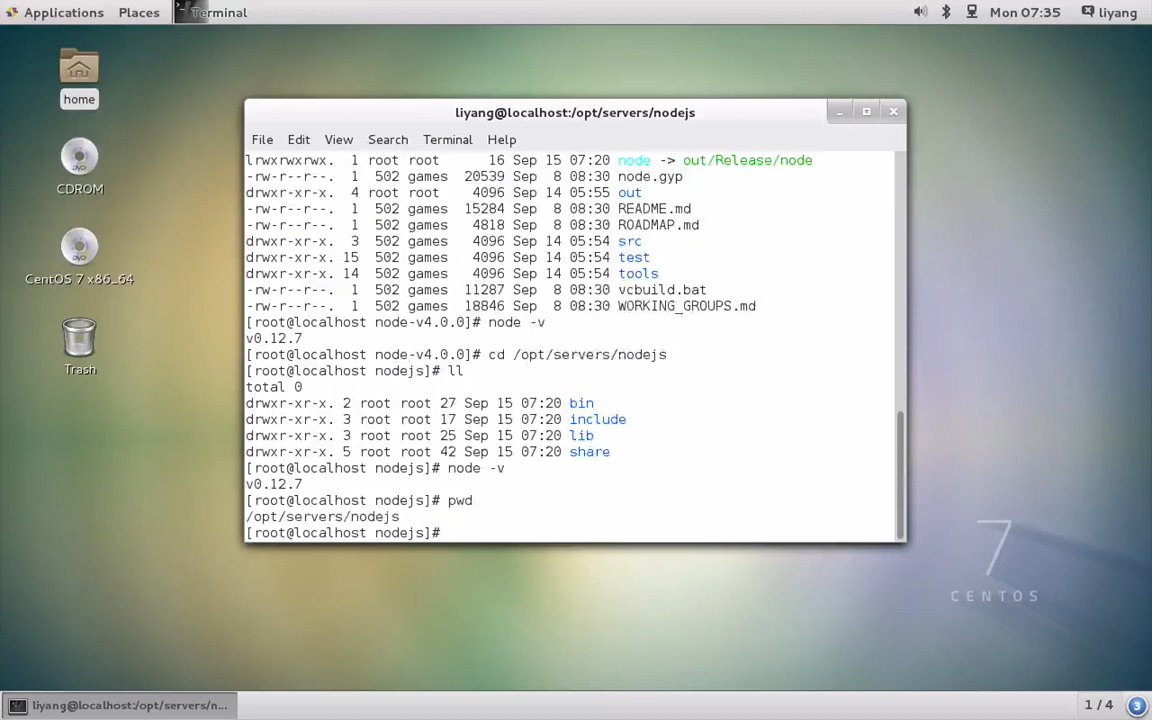 Applications Places Terminal Mon 07:35 liyang
home
CDROM
CentOS 7 x86_64
Trash
liyang@localhost:/opt/servers/nodejs
File Edit View Search Terminal Help
lrwxrwxrwx. 1 root root 16 Sep 15 07:20 node -> out/Release/node
-rw-r--r--. 1 502 games 20539 Sep 8 08:30 node.gyp
drwxr-xr-x. 4 root root 4096 Sep 14 05:55 out
-rw-r--r--. 1 502 games 15284 Sep 8 08:30 README.md
-rw-r--r--. 1 502 games 4818 Sep 8 08:30 ROADMAP.md
drwxr-xr-x. 3 502 games 4096 Sep 14 05:54 src
drwxr-xr-x. 15 502 games 4096 Sep 14 05:54 test
drwxr-xr-x. 14 502 games 4096 Sep 14 05:54 tools
-rw-r--r--. 1 502 games 11287 Sep 8 08:30 vcbuild.bat
-rw-r--r--. 1 502 games 18846 Sep 8 08:30 WORKING_GROUPS.md
[root@localhost node-v4.0.0]# node -v
v0.12.7
[root@localhost node-v4.0.0]# cd /opt/servers/nodejs
[root@localhost nodejs]# ll
total 0
drwxr-xr-x. 2 root root 27 Sep 15 07:20 bin
drwxr-xr-x. 3 root root 17 Sep 15 07:20 include
drwxr-xr-x. 3 root root 25 Sep 15 07:20 lib
drwxr-xr-x. 5 root root 42 Sep 15 07:20 share
[root@localhost nodejs]# node -v
v0.12.7
[root@localhost nodejs]# pwd
/opt/servers/nodejs
[root@localhost nodejs]#
7
CENTOS
liyang@localhost:/opt/servers/n... 1 / 4 3